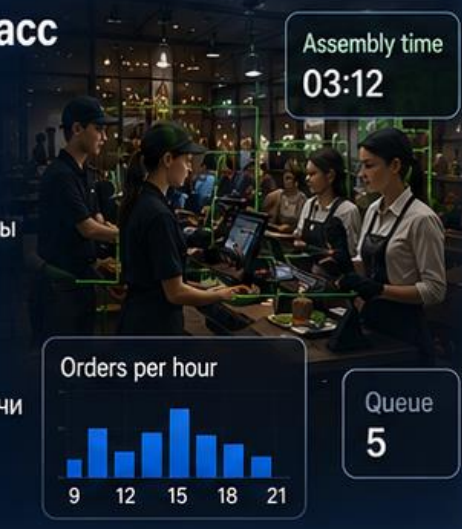 асс
Assembly time
03:12
ы
чи
Orders per hour
9 12 15 18 21
Queue
5